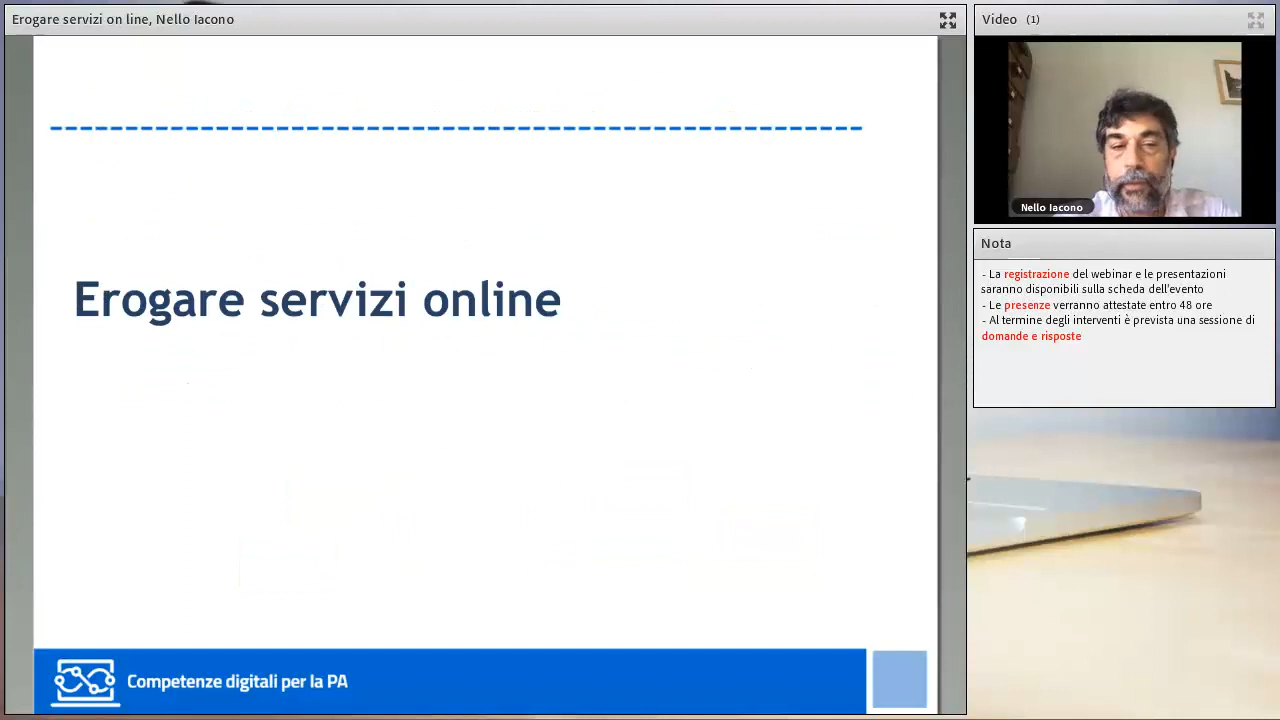 Erogare servizi on line, Nello Iacono
Erogare servizi online
Competenze digitali per la PA
Video (1)
Nello Iacono
Nota
- La registrazione del webinar e le presentazioni
saranno disponibili sulla scheda dell'evento
- Le presenze verranno attestate entro 48 ore
- Al termine degli interventi è prevista una sessione di
domande e risposte